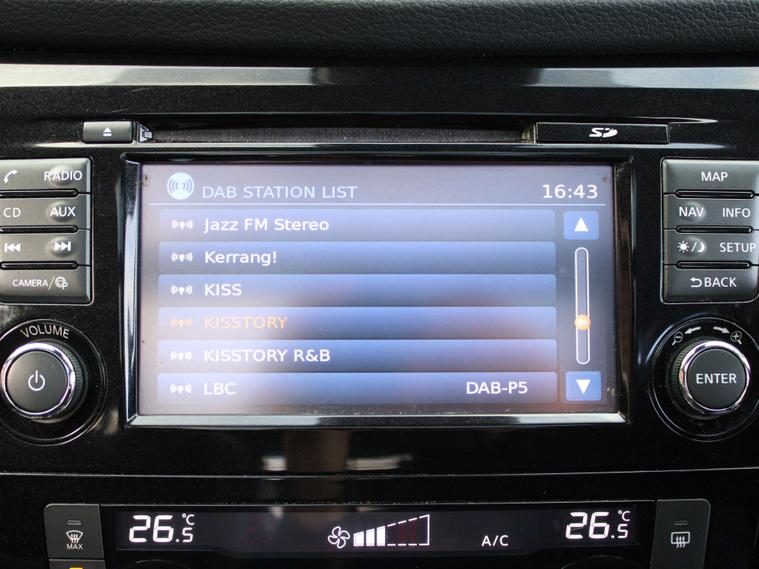 SD
RADIO
MAP
CD AUX
NAV INFO
SETUP
CAMERA/
BACK
VOLUME
ENTER
DAB STATION LIST 16:43
Jazz FM Stereo
Kerrang!
KISS
KISSTORY
KISSTORY R&B
LBC DAB-P5
MAX
26.5°C
A/C
26.5°C